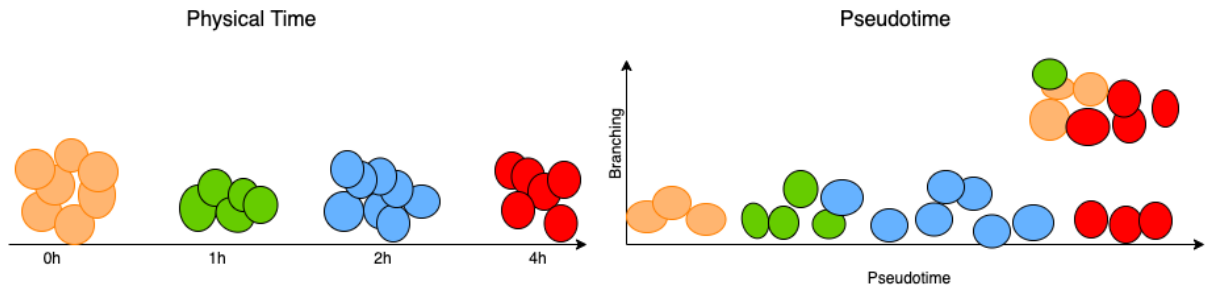 Physical Time
0h
1h
2h
4h
Pseudotime
Branching
Pseudotime